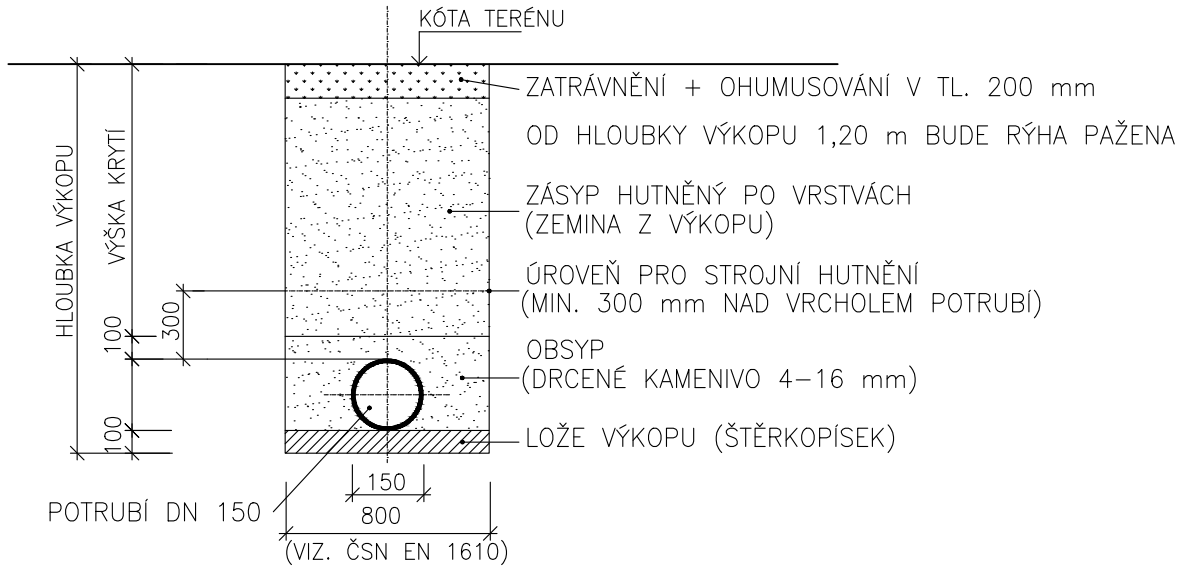 KÓTA TERÉNU
ZATRÁVNĚNÍ + OHUMUSOVÁNÍ V TL. 200 mm
OD HLOUBKY VÝKOPU 1,20 m BUDE RÝHA PAŽENA
ZÁSYP HUTNĚNÝ PO VRSTVÁCH
(ZEMINA Z VÝKOPU)
ÚROVEŇ PRO STROJNÍ HUTNĚNÍ
(MIN. 300 mm NAD VRCHOLEM POTRUBÍ)
OBSYP
(DRCENÉ KAMENIVO 4-16 mm)
LOŽE VÝKOPU (ŠTĚRKOPÍSEK)
HLOUBKA VÝKOPU
VÝŠKA KRYTÍ
100
300
100
POTRUBÍ DN 150
150
800
(VIZ. ČSN EN 1610)